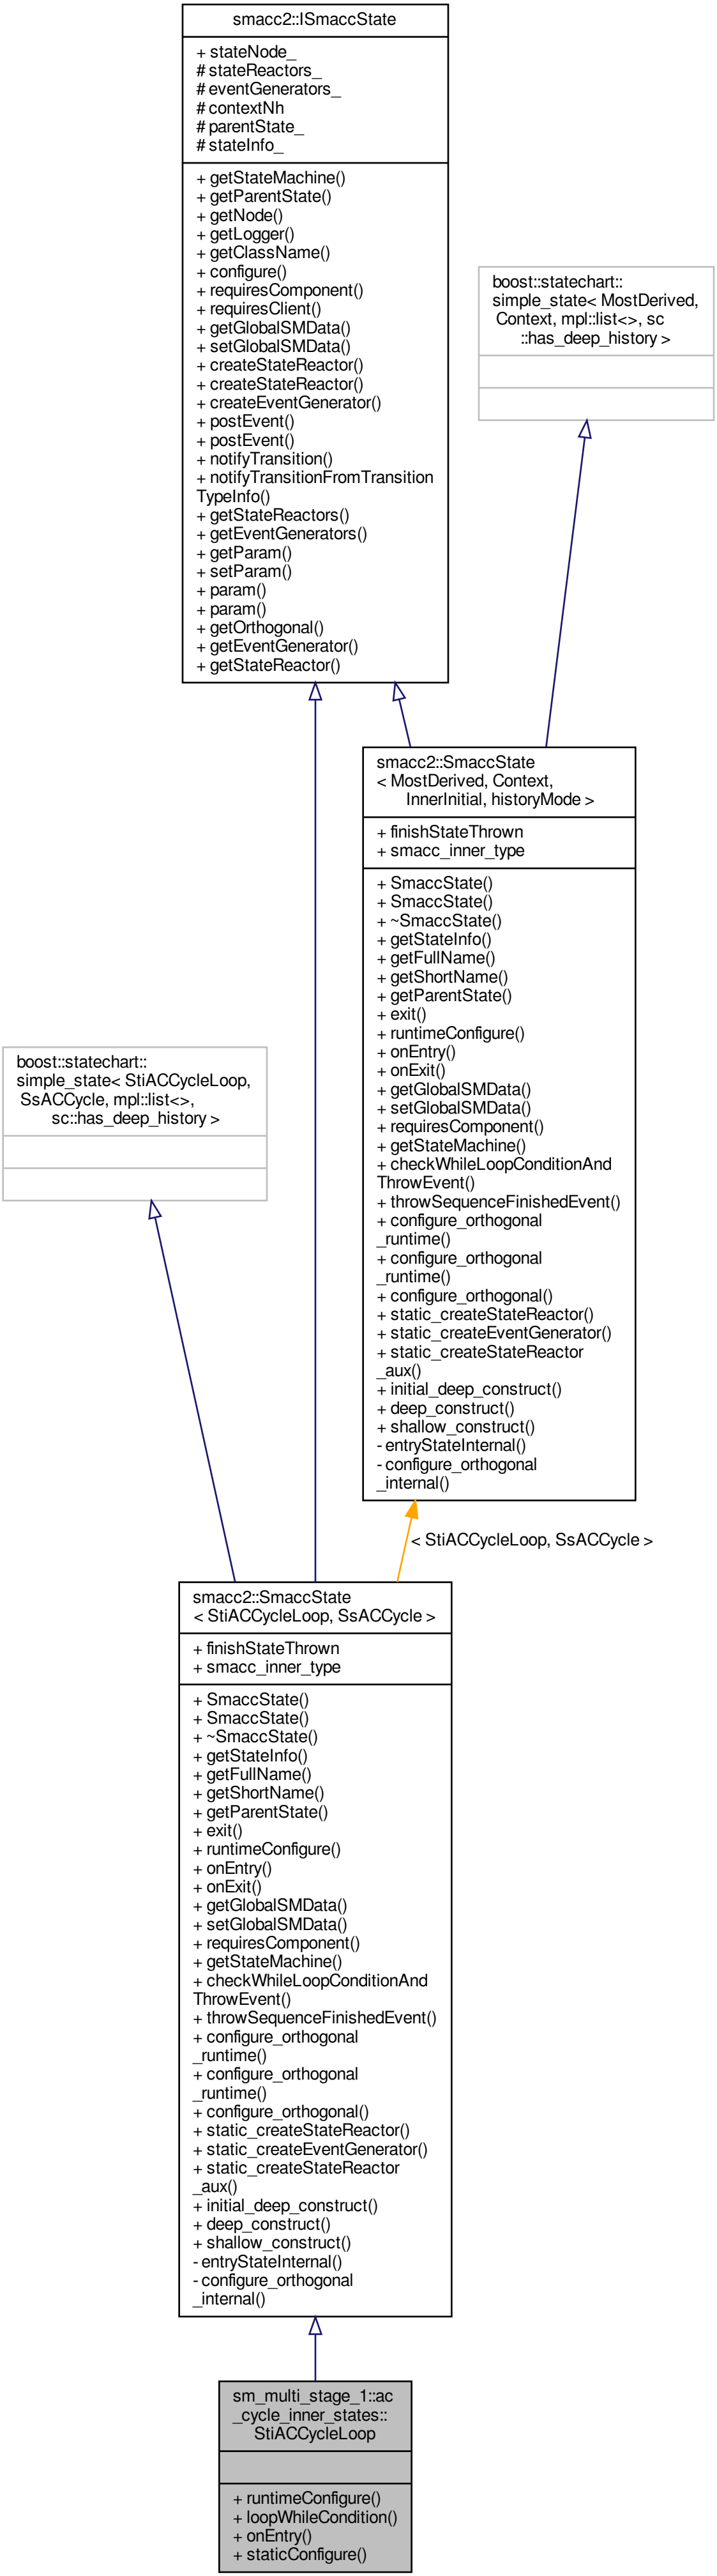 smacc2::ISmaccState
+ stateNode_
# stateReactors_
# eventGenerators_
# contextNh
# parentState_
# stateInfo_
+ getStateMachine()
+ getParentState()
+ getNode()
+ getLogger()
+ getClassName()
+ configure()
+ requiresComponent()
+ requiresClient()
+ getGlobalSMData()
+ setGlobalSMData()
+ createStateReactor()
+ createStateReactor()
+ createEventGenerator()
+ postEvent()
+ postEvent()
+ notifyTransition()
+ notifyTransitionFromTransition
TypeInfo()
+ getStateReactors()
+ getEventGenerators()
+ getParam()
+ setParam()
+ param()
+ param()
+ getOrthogonal()
+ getEventGenerator()
+ getStateReactor()
boost::statechart::
simple_state< MostDerived,
Context, mpl::list<>, sc
::has_deep_history >
smacc2::SmaccState
< MostDerived, Context,
InnerInitial, historyMode >
+ finishStateThrown
+ smacc_inner_type
+ SmaccState()
+ SmaccState()
+ ~SmaccState()
+ getStateInfo()
+ getFullName()
+ getShortName()
+ getParentState()
+ exit()
+ runtimeConfigure()
+ onEntry()
+ onExit()
+ getGlobalSMData()
+ setGlobalSMData()
+ requiresComponent()
+ getStateMachine()
+ checkWhileLoopConditionAnd
ThrowEvent()
+ throwSequenceFinishedEvent()
+ configure_orthogonal
_runtime()
+ configure_orthogonal
_runtime()
+ configure_orthogonal()
+ static_createStateReactor()
+ static_createEventGenerator()
+ static_createStateReactor
_aux()
+ initial_deep_construct()
+ deep_construct()
+ shallow_construct()
- entryStateInternal()
- configure_orthogonal
_internal()
boost::statechart::
simple_state< StiACCycleLoop,
SsACCycle, mpl::list<>,
sc::has_deep_history >
< StiACCycleLoop, SsACCycle >
smacc2::SmaccState
< StiACCycleLoop, SsACCycle >
+ finishStateThrown
+ smacc_inner_type
+ SmaccState()
+ SmaccState()
+ ~SmaccState()
+ getStateInfo()
+ getFullName()
+ getShortName()
+ getParentState()
+ exit()
+ runtimeConfigure()
+ onEntry()
+ onExit()
+ getGlobalSMData()
+ setGlobalSMData()
+ requiresComponent()
+ getStateMachine()
+ checkWhileLoopConditionAnd
ThrowEvent()
+ throwSequenceFinishedEvent()
+ configure_orthogonal
_runtime()
+ configure_orthogonal
_runtime()
+ configure_orthogonal()
+ static_createStateReactor()
+ static_createEventGenerator()
+ static_createStateReactor
_aux()
+ initial_deep_construct()
+ deep_construct()
+ shallow_construct()
- entryStateInternal()
- configure_orthogonal
_internal()
sm_multi_stage_1::ac
_cycle_inner_states::
StiACCycleLoop
+ runtimeConfigure()
+ loopWhileCondition()
+ onEntry()
+ staticConfigure()